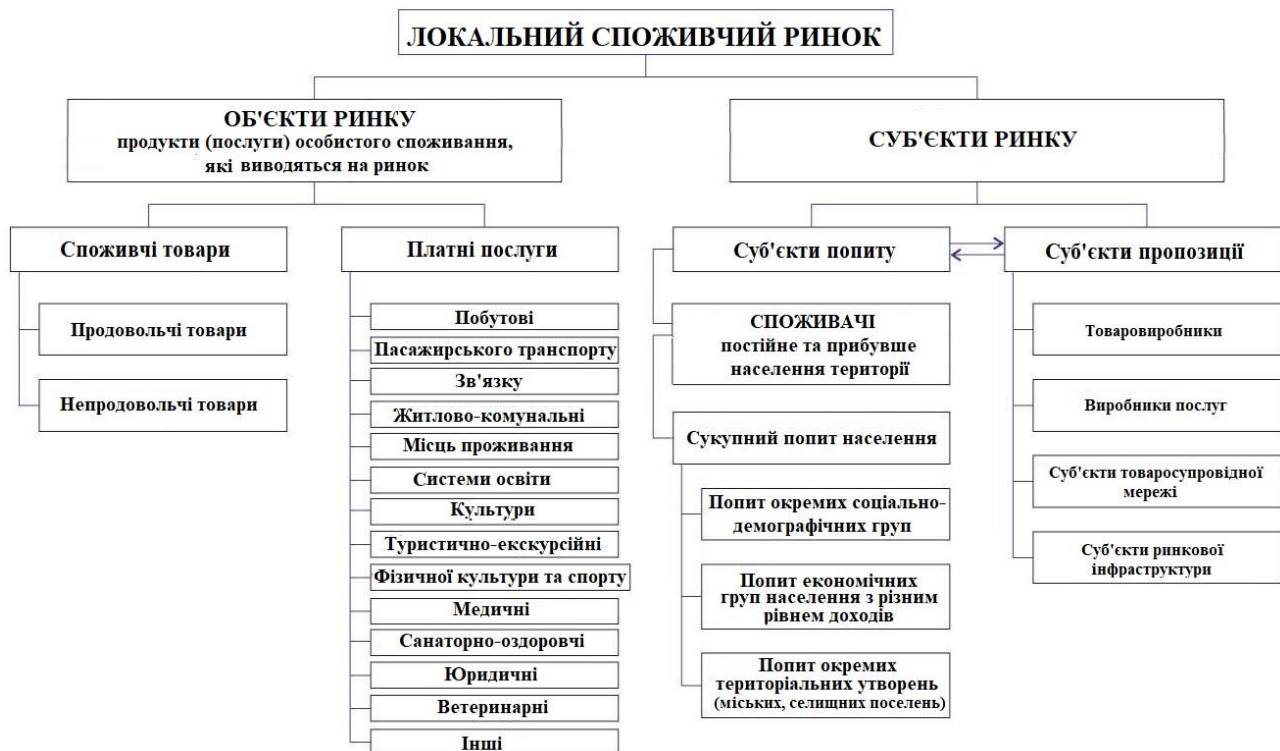 ЛОКАЛЬНИЙ СПОЖИВЧИЙ РИНОК
ОБ'ЄКТИ РИНКУ
продукти (послуги) особистого споживання,
які виводяться на ринок
СУБ'ЄКТИ РИНКУ
Споживчі товари
Продовольчі товари
Непродовольчі товари
Платні послуги
Побутові
Пасажирського транспорту
Зв'язку
Житлово-комунальні
Місць проживання
Системи освіти
Культури
Туристично-екскурсійні
Фізичної культури та спорту
Медичні
Санаторно-оздоровчі
Юридичні
Ветеринарні
Інші
Суб'єкти попиту
СПОЖИВАЧІ
постійне та прибувше
населення території
Сукупний попит населення
Попит окремих соціально-
демографічних груп
Попит економічних
груп населення з різним
рівнем доходів
Попит окремих
територіальних утворень
(міських, селищних поселень)
Суб'єкти пропозиції
Товаровиробники
Виробники послуг
Суб'єкти товаросупровідної
мережі
Суб'єкти ринкової
інфраструктури